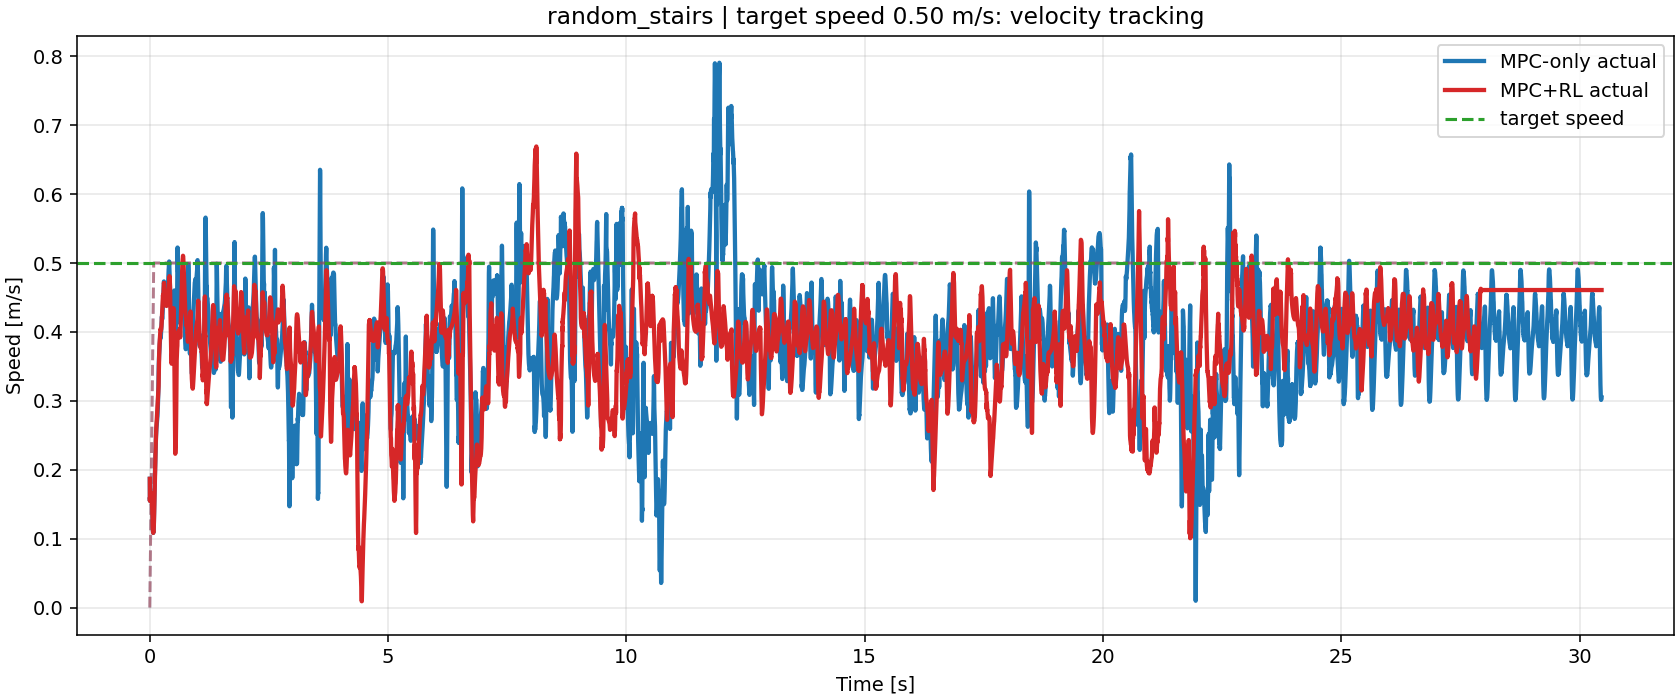 random_stairs | target speed 0.50 m/s: velocity tracking
MPC-only actual
MPC+RL actual
target speed
Speed [m/s]
0.8
0.7
0.6
0.5
0.4
0.3
0.2
0.1
0.0
0 5 10 15 20 25 30
Time [s]